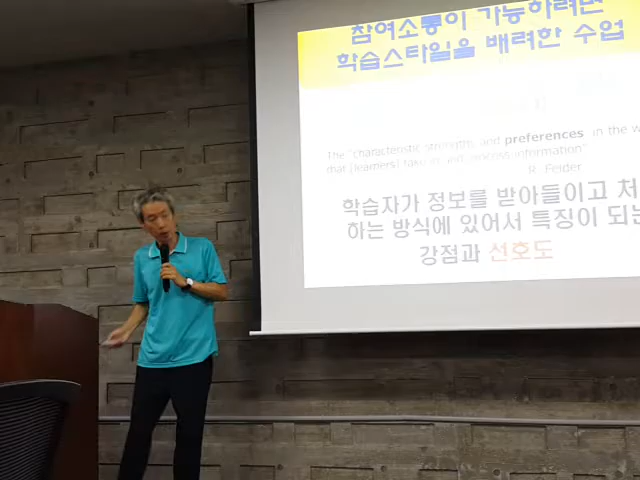 참여소통이 가능하려면
학습스타일을 배려한 수업
The "characteristic strengths and preferences in the w
that [learners] take in and process information"
R. Felder
학습자가 정보를 받아들이고 처
하는 방식에 있어서 특징이 되는
강점과 선호도